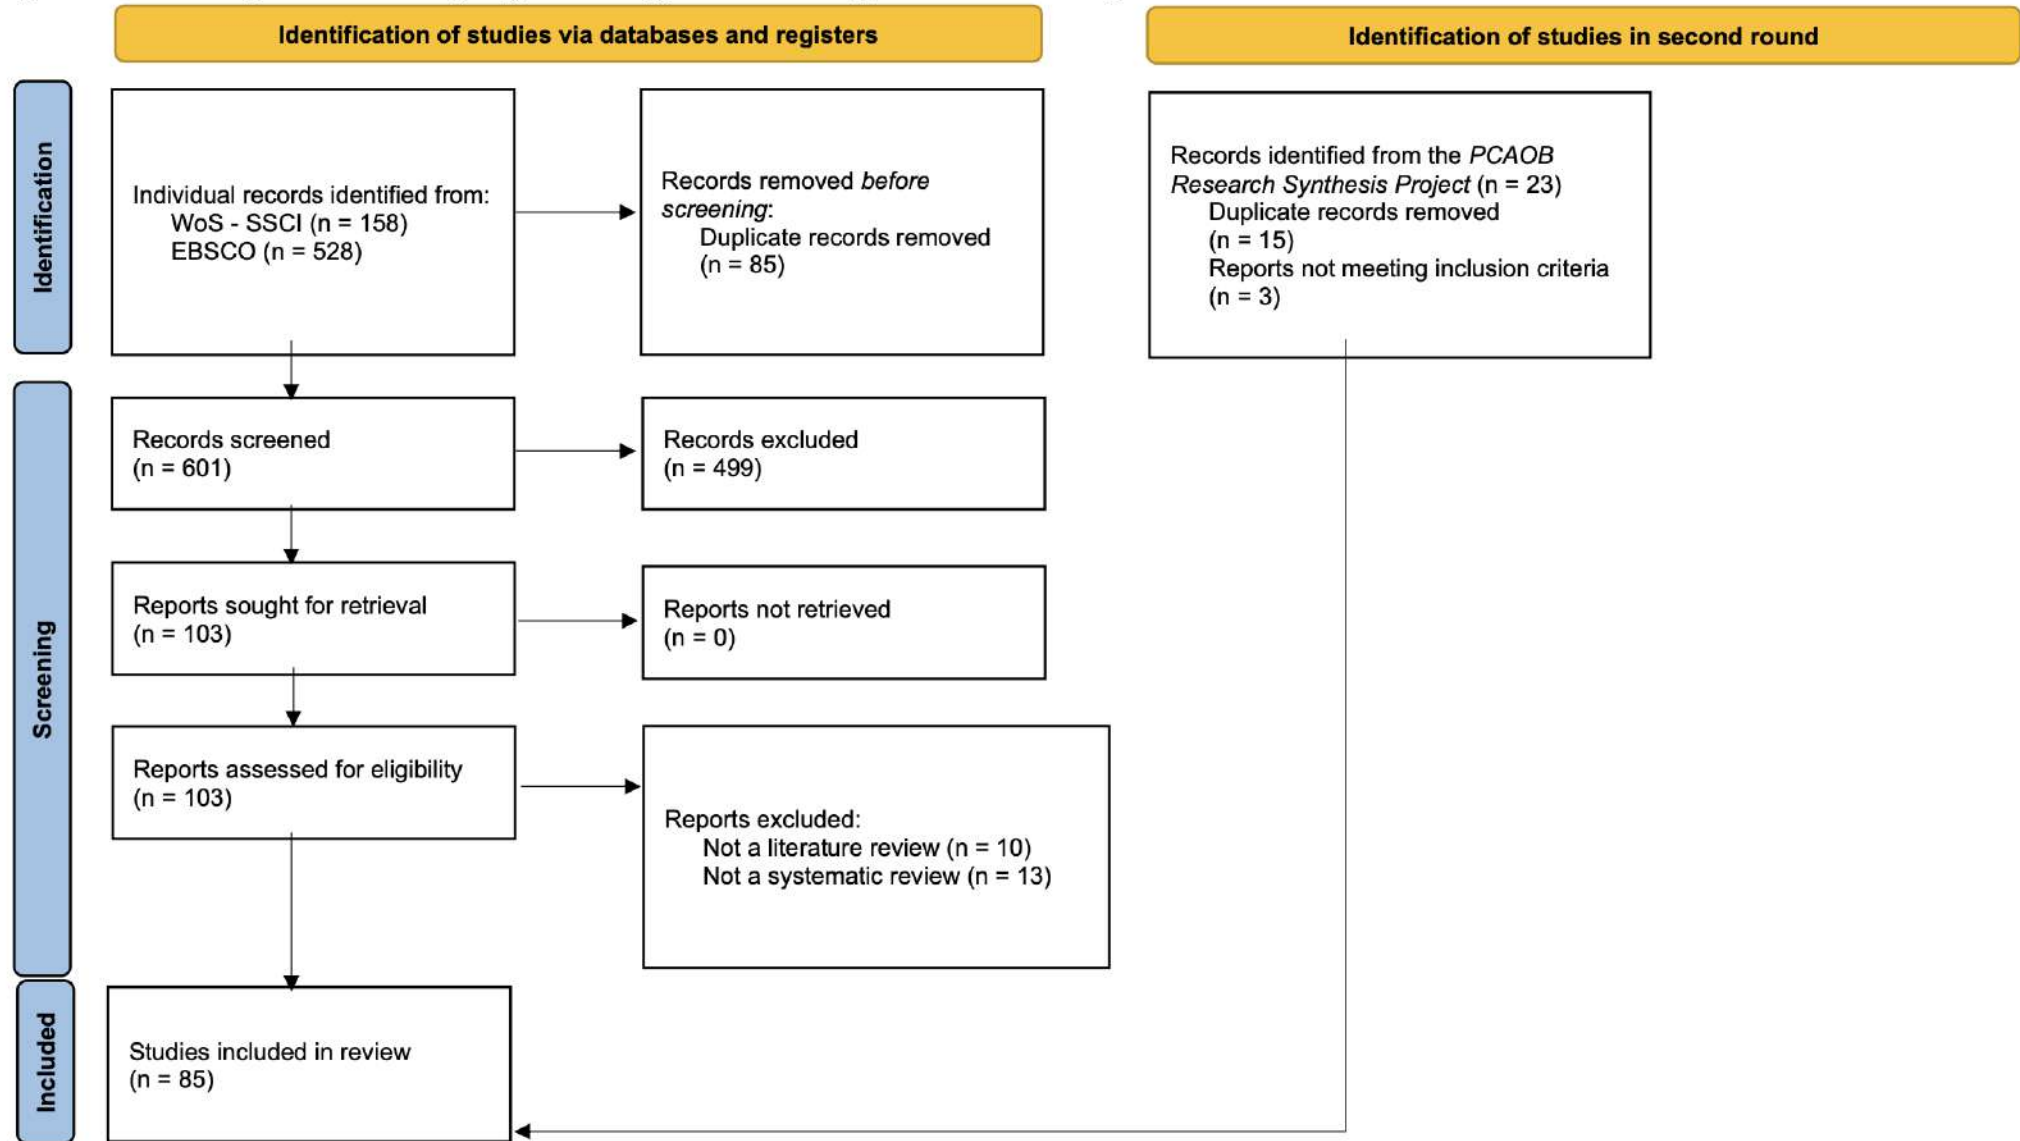 Identification of studies via databases and registers
Identification of studies in second round
Identification
Individual records identified from:
WoS - SSCI (n = 158)
EBSCO (n = 528)
Records removed before
screening:
Duplicate records removed
(n = 85)
Records identified from the PCAOB
Research Synthesis Project (n = 23)
Duplicate records removed
(n = 15)
Reports not meeting inclusion criteria
(n = 3)
Screening
Records screened
(n = 601)
Records excluded
(n = 499)
Reports sought for retrieval
(n = 103)
Reports not retrieved
(n = 0)
Reports assessed for eligibility
(n = 103)
Reports excluded:
Not a literature review (n = 10)
Not a systematic review (n = 13)
Included
Studies included in review
(n = 85)